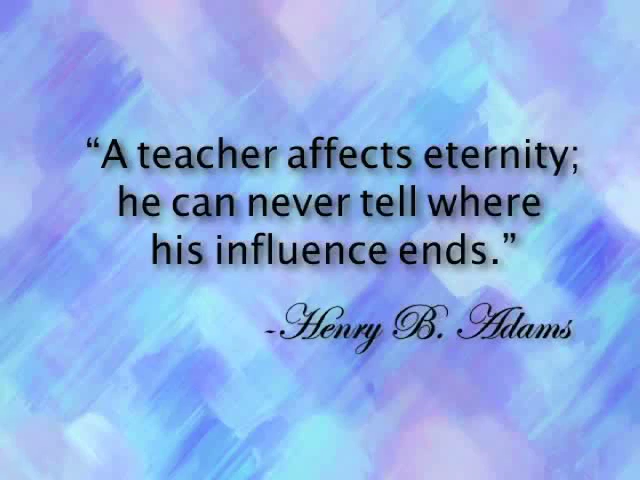 “A teacher affects eternity;
he can never tell where
his influence ends.”
-Henry B. Adams